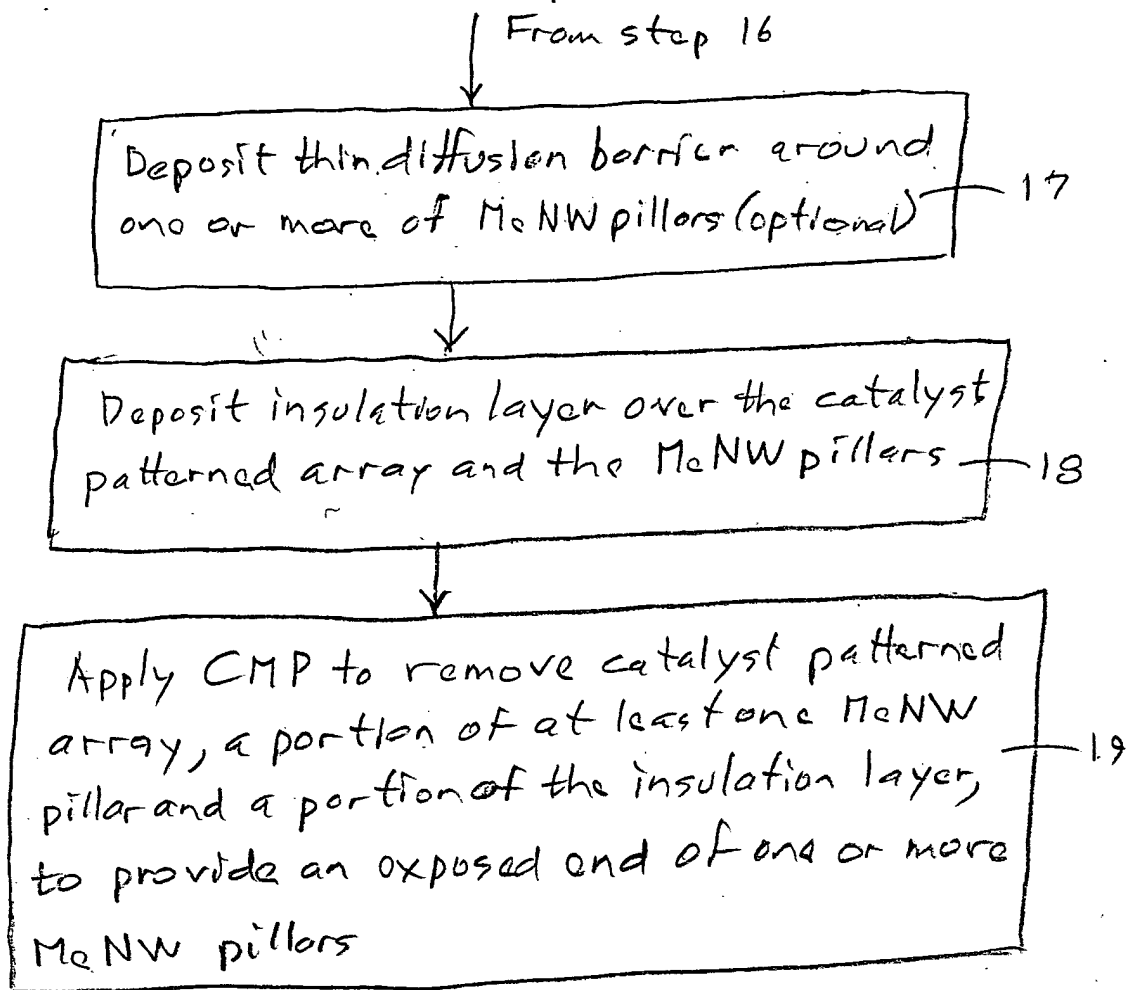 From step 16
Deposit thin diffusion barrier around
one or more of MeNW pillars (optional)
17
Deposit insulation layer over the catalyst
patterned array and the MeNW pillars
18
Apply CMP to remove catalyst patterned
array, a portion of at least one MeNW
pillar and a portion of the insulation layer,
to provide an exposed end of one or more
MeNW pillars
19